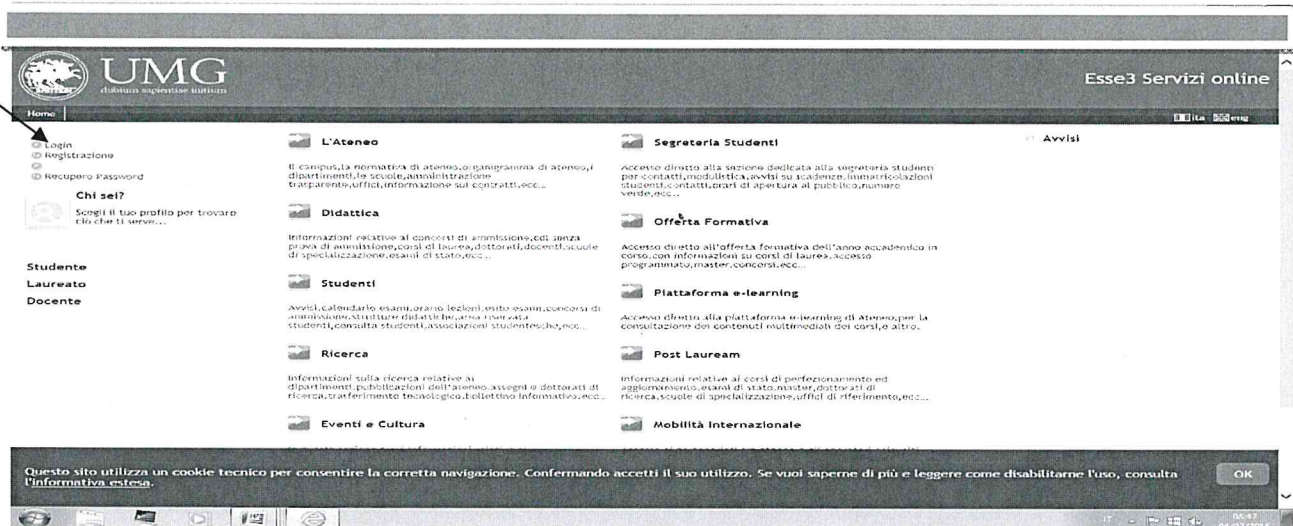 UMG
dubium sapientiae initium
Esse3 Servizi online
Home
ita eng
Login
Registrazione
Recupero Password
Chi sei?
Scegli il tuo profilo per trovare
ciò che ti serve...
Studente
Laureato
Docente
L'Ateneo
Il campus,la normativa di ateneo,organigramma di ateneo,i
dipartimenti,le scuole,amministrazione
trasparente,uffici,informazione sui contratti,ecc...
Didattica
Informazioni relative ai concorsi di ammissione,cdl senza
prova di ammissione,corsi di laurea,dottorati,docenti,scuole
di specializzazione,esami di stato,ecc...
Studenti
Avvisi,calendario esami,orario lezioni,esito esami,concorsi di
ammissione,strutture didattiche,area riservata
studenti,consulta studenti,associazioni studentesche,ecc...
Ricerca
Informazioni sulla ricerca relative ai
dipartimenti,pubblicazioni dell'ateneo,assegni e dottorati di
ricerca,trasferimento tecnologico,bollettino informativo,ecc...
Eventi e Cultura
Segreteria Studenti
Accesso diretto alla sezione dedicata alla segreteria studenti
per contatti,modulistica,avvisi su scadenze,immatricolazioni
studenti,contatti,orari di apertura al pubblico,numero
verde,ecc...
Offerta Formativa
Accesso diretto all'offerta formativa dell'anno accademico in
corso,con informazioni su corsi di laurea,accesso
programmato,master,concorsi,ecc...
Piattaforma e-learning
Accesso diretto alla piattaforma e-learning di Ateneo,per la
consultazione dei contenuti multimediali dei corsi,e altro.
Post Lauream
Informazioni relative ai corsi di perfezionamento ed
aggiornamento,esami di stato,master,dottorati di
ricerca,scuole di specializzazione,uffici di riferimento,ecc...
Mobilità Internazionale
Avvisi
Questo sito utilizza un cookie tecnico per consentire la corretta navigazione. Confermando accetti il suo utilizzo. Se vuoi saperne di più e leggere come disabilitarne l'uso, consulta
l'informativa estesa.
OK
IT